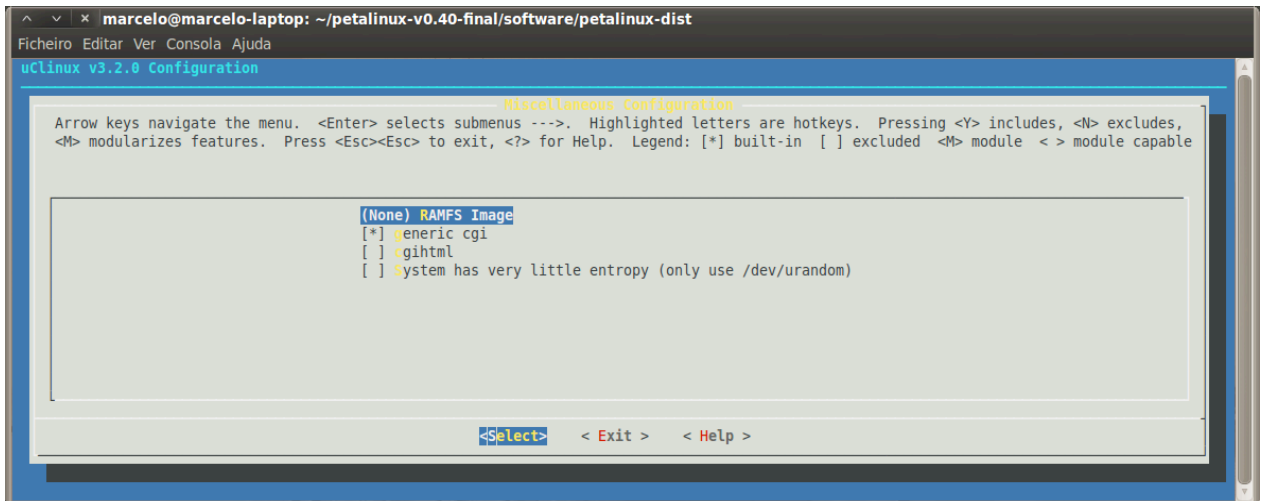 marcelo@marcelo-laptop: ~/petalinux-v0.40-final/software/petalinux-dist
Ficheiro Editar Ver Consola Ajuda
uClinux v3.2.0 Configuration
Miscellaneous Configuration
Arrow keys navigate the menu. <Enter> selects submenus --->. Highlighted letters are hotkeys. Pressing <Y> includes, <N> excludes,
<M> modularizes features. Press <Esc><Esc> to exit, <?> for Help. Legend: [*] built-in [ ] excluded <M> module < > module capable
(None) RAMFS Image
[*] generic cgi
[ ] cgihtml
[ ] System has very little entropy (only use /dev/urandom)
<Select> < Exit > < Help >